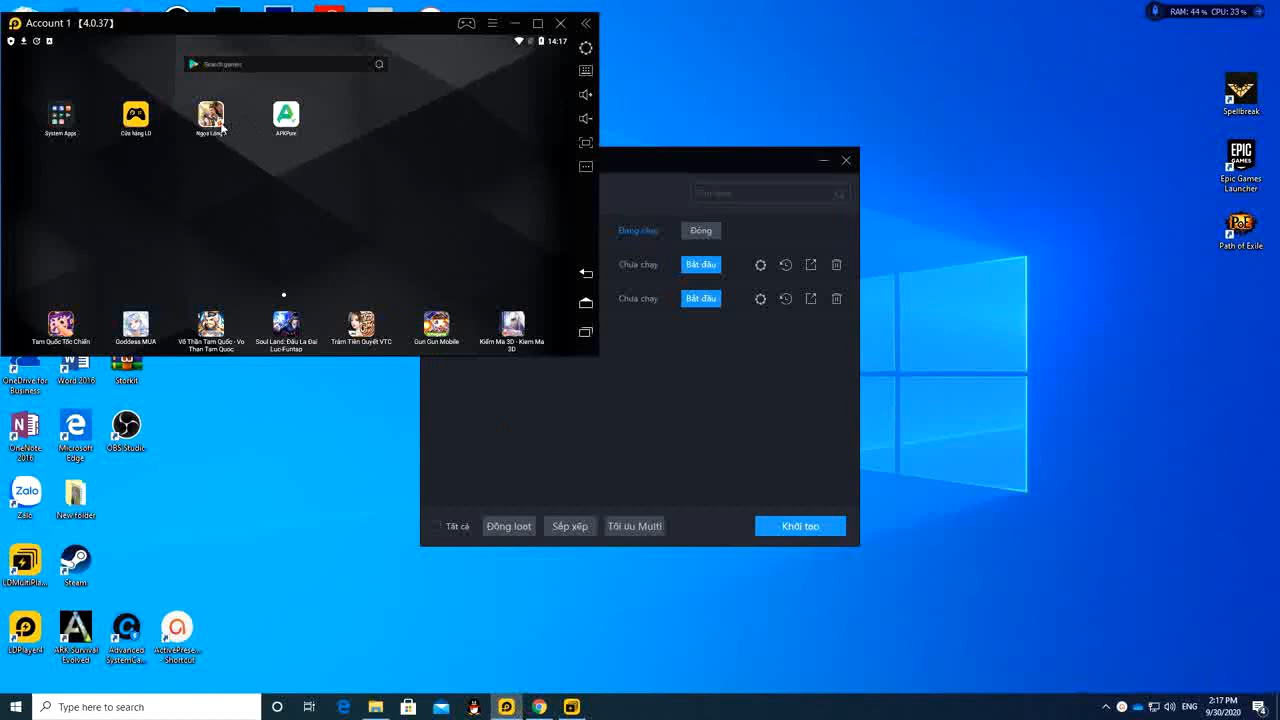 Account 1 【4.0.37】
RAM: 44 % CPU: 33 %
14:17
Search games
System Apps
Cửa hàng LD
APKPure
Spellbreak
Epic Games
Launcher
Path of Exile
Đang chạy
Đóng
Chưa chạy
Bắt đầu
Chưa chạy
Bắt đầu
Tam Quốc Tốc Chiến
Goddess MUA
Võ Thần Tam Quốc - Vo
Than Tam Quoc
Soul Land: Đấu La Đại
Lục-Funtap
Trảm Tiên Quyết VTC
Gun Gun Mobile
Kiếm Ma 3D - Kiem Ma
3D
OneDrive for
Business
Word 2016
Storkit
OneNote
2016
Microsoft
Edge
OBS Studio
Zalo
Zalo
New folder
Tất cả
Đồng loạt
Sắp xếp
Tối ưu Multi
Khởi tạo
LDMultiPla...
Steam
LDPlayer4
ARK Survival
Evolved
Advanced
SystemCa...
ActivePrese...
- Shortcut
Type here to search
ENG
2:17 PM
9/30/2020
4